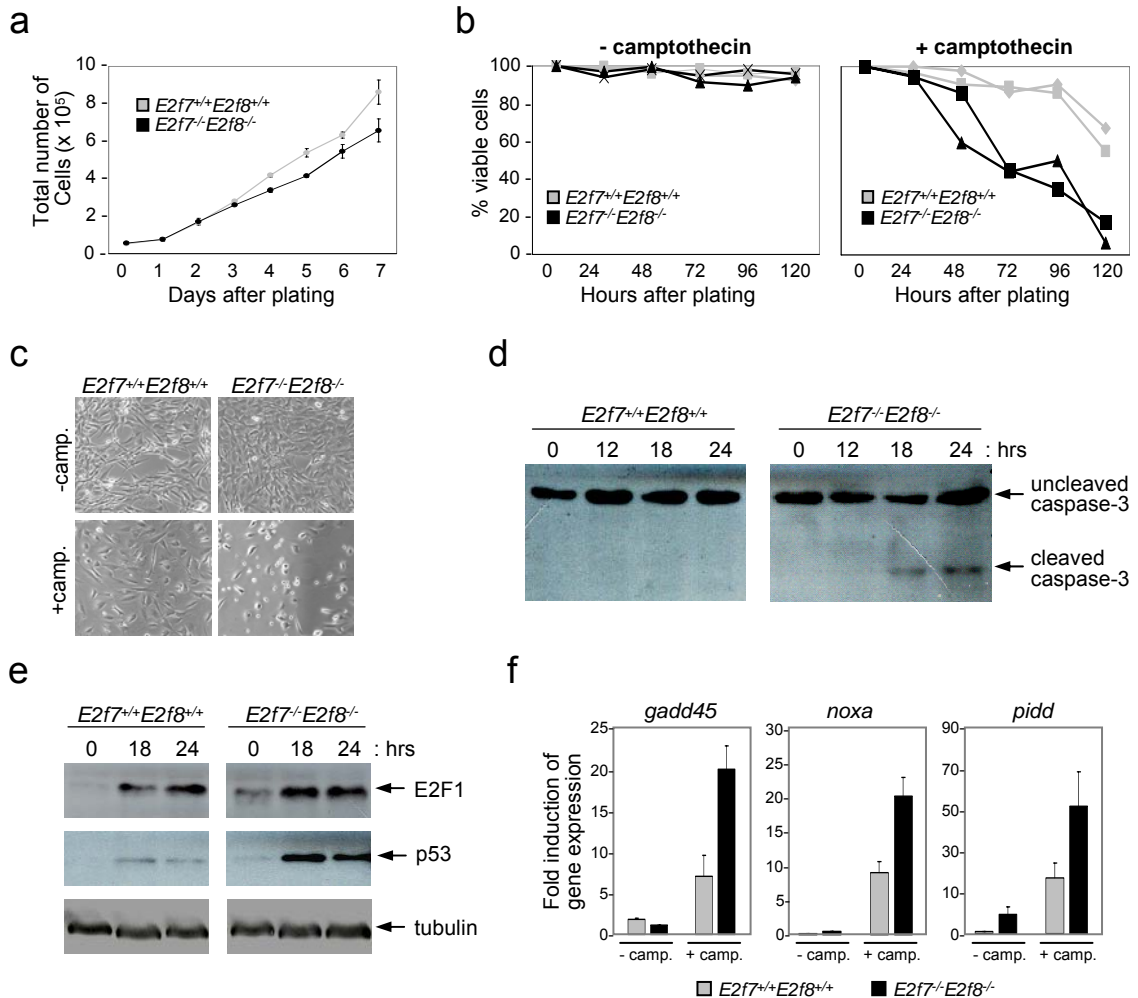 a
Total number of
Cells (x 10⁵)
10
8
6
4
2
0
E2f7+/+E2f8+/+
E2f7-/-E2f8-/-
0 1 2 3 4 5 6 7
Days after plating
b
- camptothecin
% viable cells
100
80
60
40
20
0
E2f7+/+E2f8+/+
E2f7-/-E2f8-/-
0 24 48 72 96 120
Hours after plating
+ camptothecin
100
80
60
40
20
0
E2f7+/+E2f8+/+
E2f7-/-E2f8-/-
0 24 48 72 96 120
Hours after plating
c
E2f7+/+E2f8+/+ E2f7-/-E2f8-/-
-camp.
+camp.
d
E2f7+/+E2f8+/+ E2f7-/-E2f8-/-
0 12 18 24 0 12 18 24 : hrs
uncleaved
caspase-3
cleaved
caspase-3
e
E2f7+/+E2f8+/+ E2f7-/-E2f8-/-
0 18 24 0 18 24 : hrs
E2F1
p53
tubulin
f
Fold induction of
gene expression
gadd45
25
20
15
10
5
0
- camp. + camp.
noxa
30
25
20
15
10
5
0
- camp. + camp.
pidd
90
70
50
30
10
0
- camp. + camp.
E2f7+/+E2f8+/+ E2f7-/-E2f8-/-